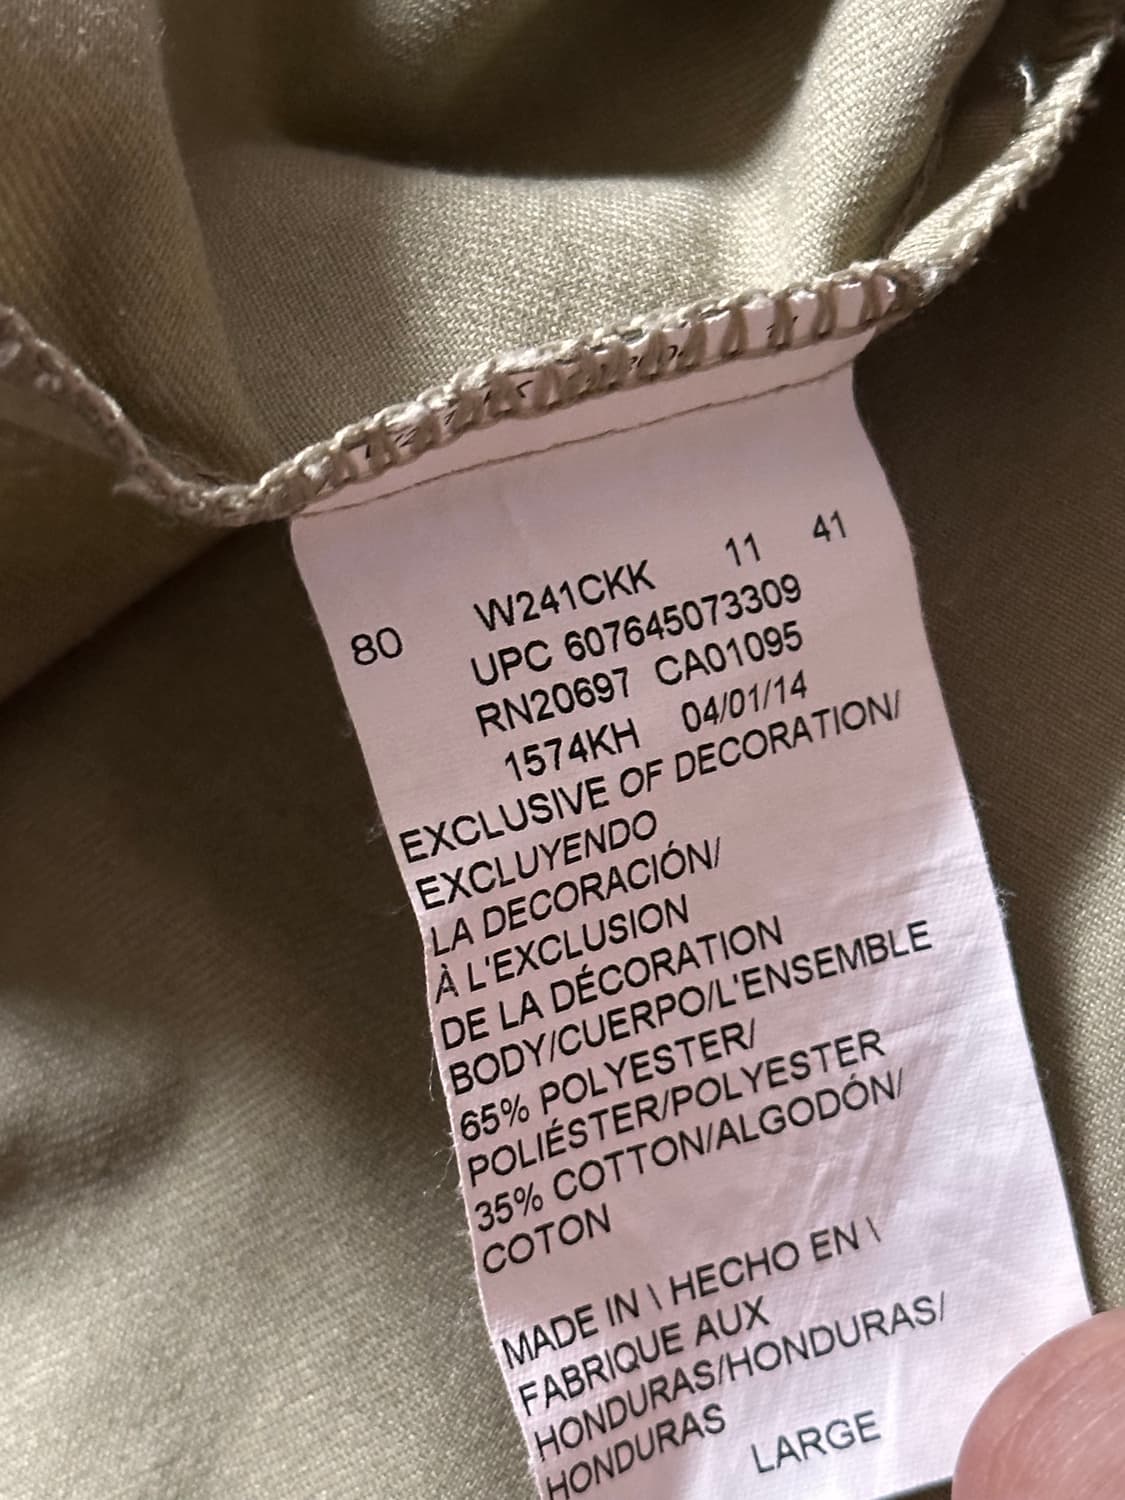 W241CKK 11 41
80 UPC 607645073309
RN20697 CA01095
1574KH 04/01/14
EXCLUSIVE OF DECORATION/
EXCLUYENDO
LA DECORACIÓN/
À L'EXCLUSION
DE LA DÉCORATION
BODY/CUERPO/L'ENSEMBLE
65% POLYESTER/
POLIÉSTER/POLYESTER
35% COTTON/ALGODÓN/
COTON
MADE IN \ HECHO EN \
FABRIQUE AUX
HONDURAS/HONDURAS/
HONDURAS
LARGE